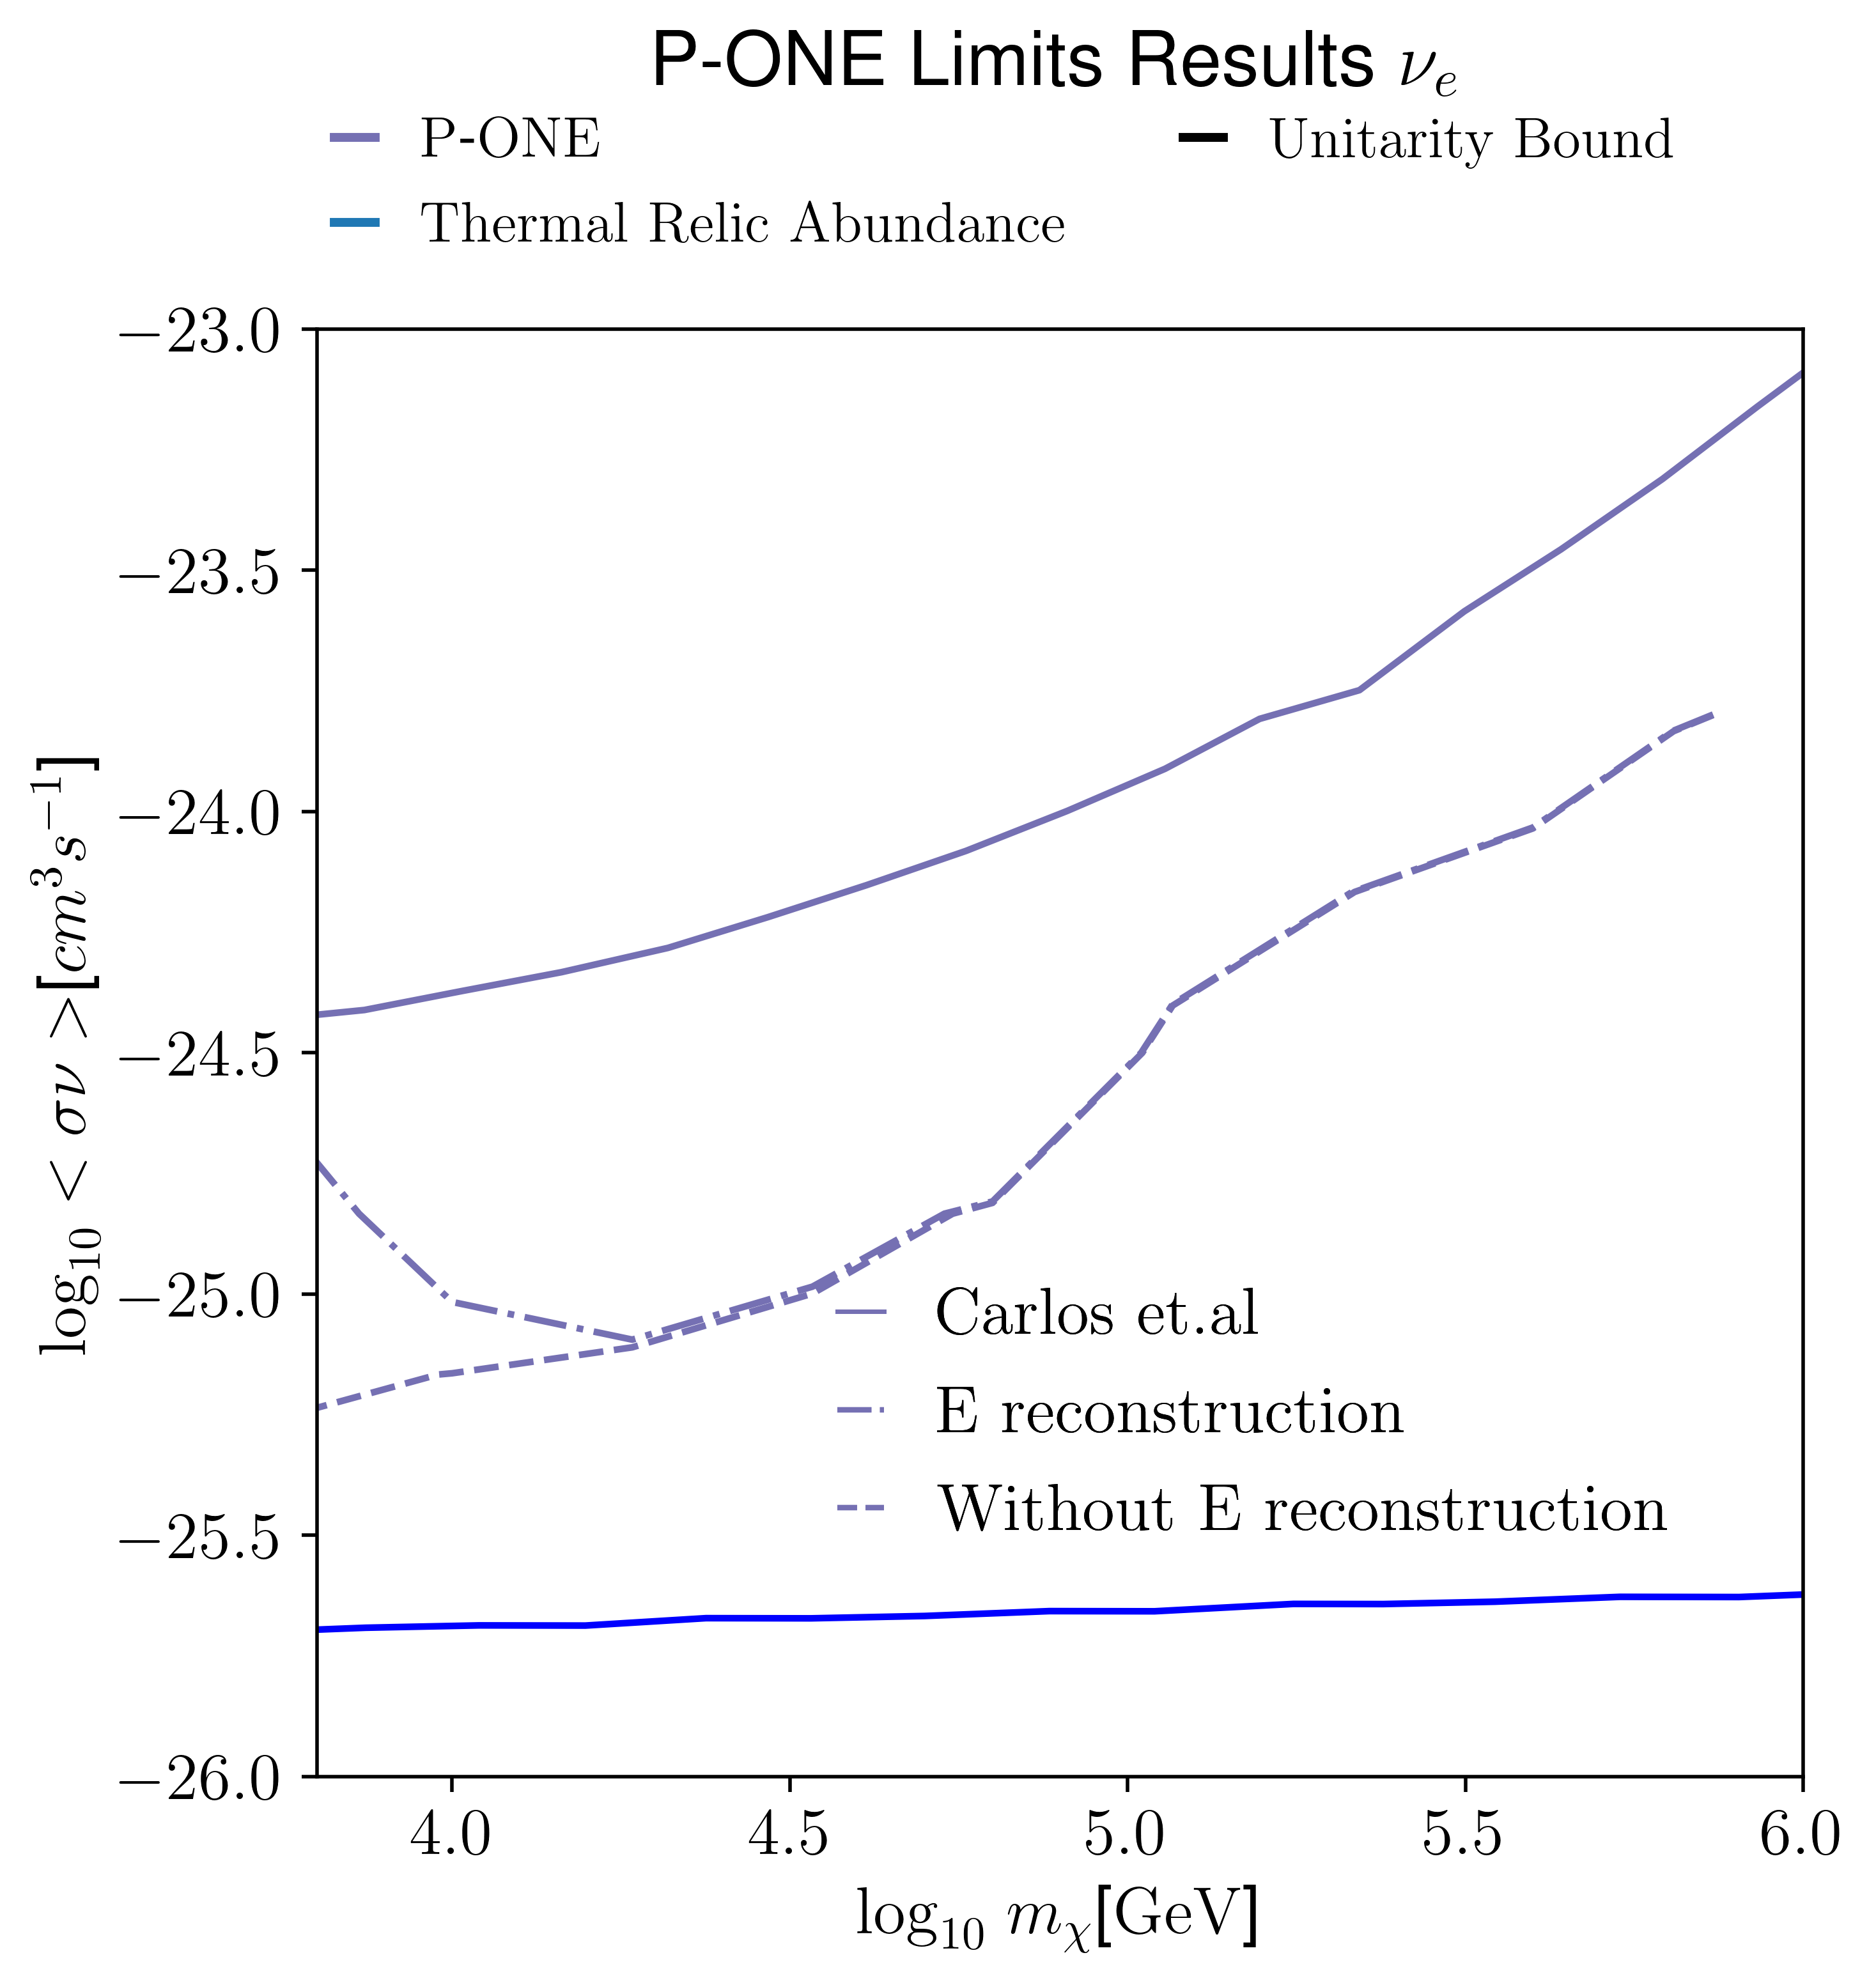 P-ONE Limits Results νₑ
P-ONE
Unitarity Bound
Thermal Relic Abundance
−23.0
−23.5
−24.0
−24.5
−25.0
−25.5
−26.0
log₁₀ < σν >[cm³s⁻¹]
Carlos et.al
E reconstruction
Without E reconstruction
4.0 4.5 5.0 5.5 6.0
log₁₀ m_χ[GeV]